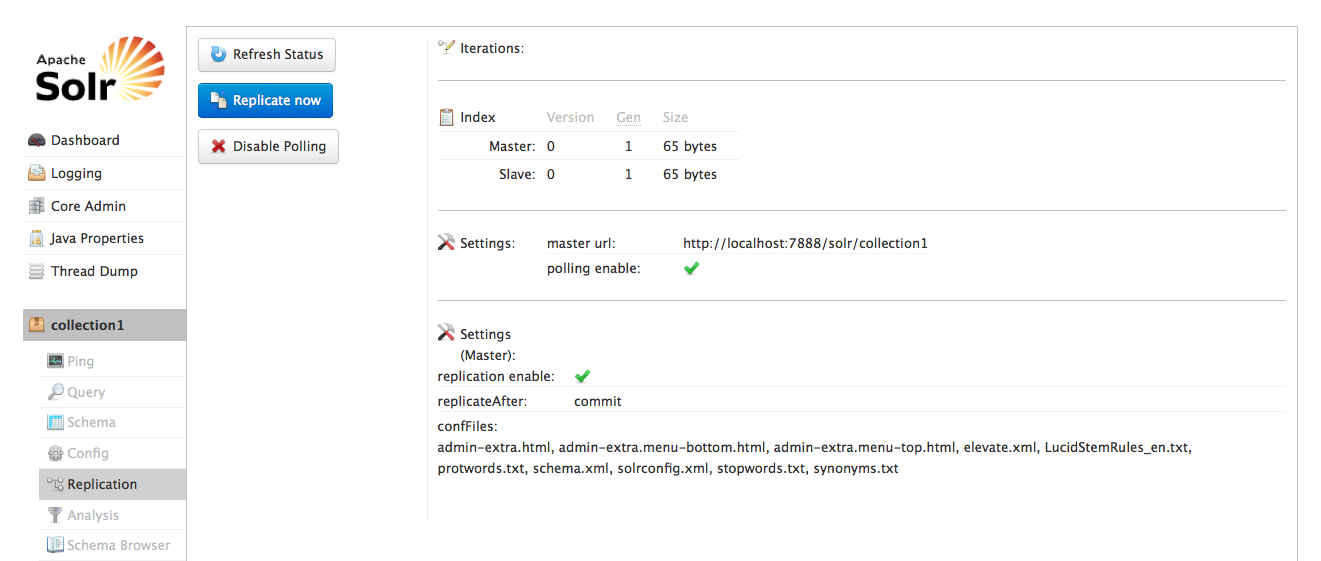 Apache
Solr
Dashboard
Logging
Core Admin
Java Properties
Thread Dump
collection1
Ping
Query
Schema
Config
Replication
Analysis
Schema Browser
Refresh Status
Replicate now
Disable Polling
Iterations:
Index Version Gen Size
Master: 0 1 65 bytes
Slave: 0 1 65 bytes
Settings: master url: http://localhost:7888/solr/collection1
polling enable:
Settings
(Master):
replication enable:
replicateAfter: commit
confFiles:
admin-extra.html, admin-extra.menu-bottom.html, admin-extra.menu-top.html, elevate.xml, LucidStemRules_en.txt,
protwords.txt, schema.xml, solrconfig.xml, stopwords.txt, synonyms.txt